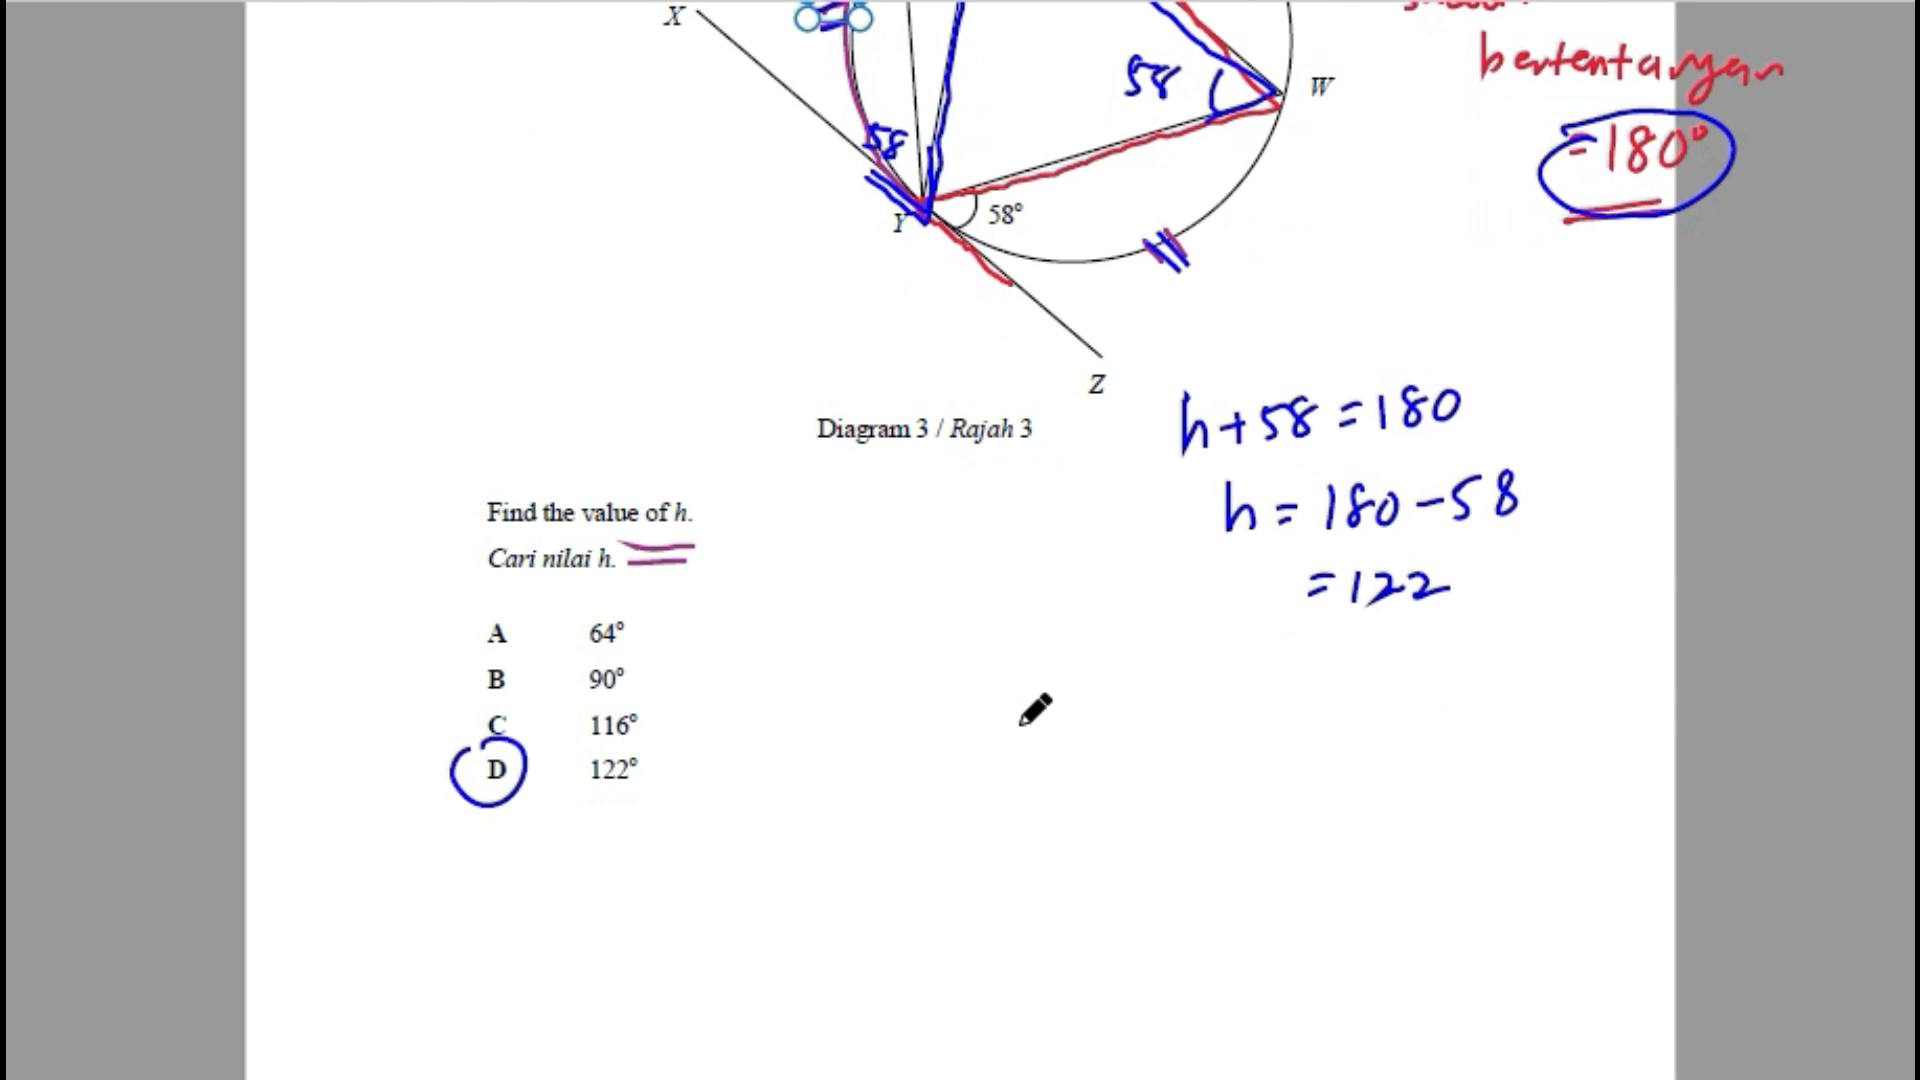 X
58
W
bertentangan
= 180°
58
Y
58°
Z
Diagram 3 / Rajah 3
h + 58 = 180
h = 180 - 58
= 122
Find the value of h.
Cari nilai h.
A 64°
B 90°
C 116°
D 122°